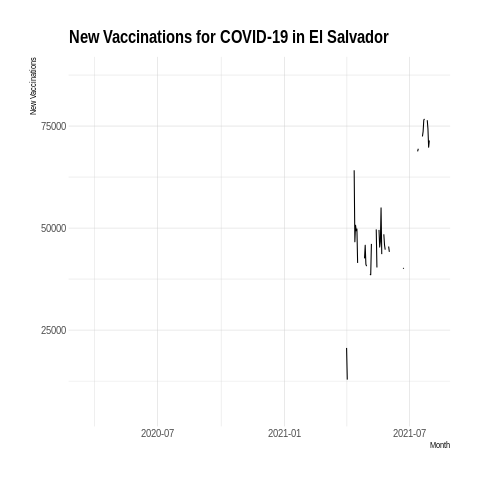 New Vaccinations for COVID-19 in El Salvador
New Vaccinations
75000
50000
25000
2020-07
2021-01
2021-07
Month